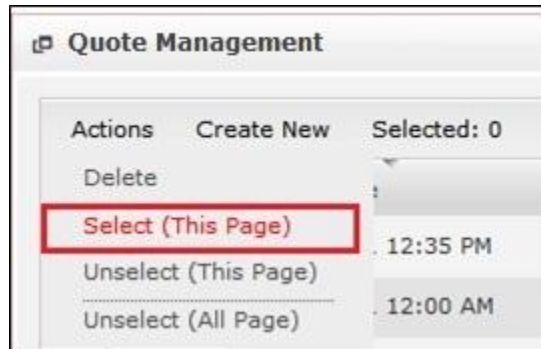 Quote Management
Actions Create New Selected: 0
Delete
Select (This Page)
12:35 PM
Unselect (This Page)
12:00 AM
Unselect (All Page)